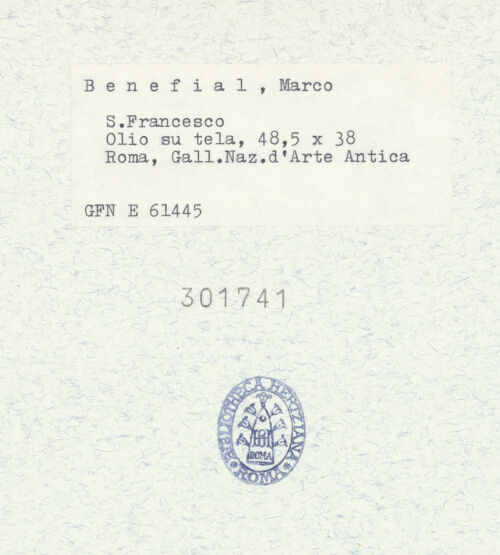 B e n e f i a l , Marco
S.Francesco
Olio su tela, 48,5 x 38
Roma, Gall.Naz.d'Arte Antica
GFN E 61445
301741
BIBLIOTHECA HERTZIANA
ROMA
* ROMA *